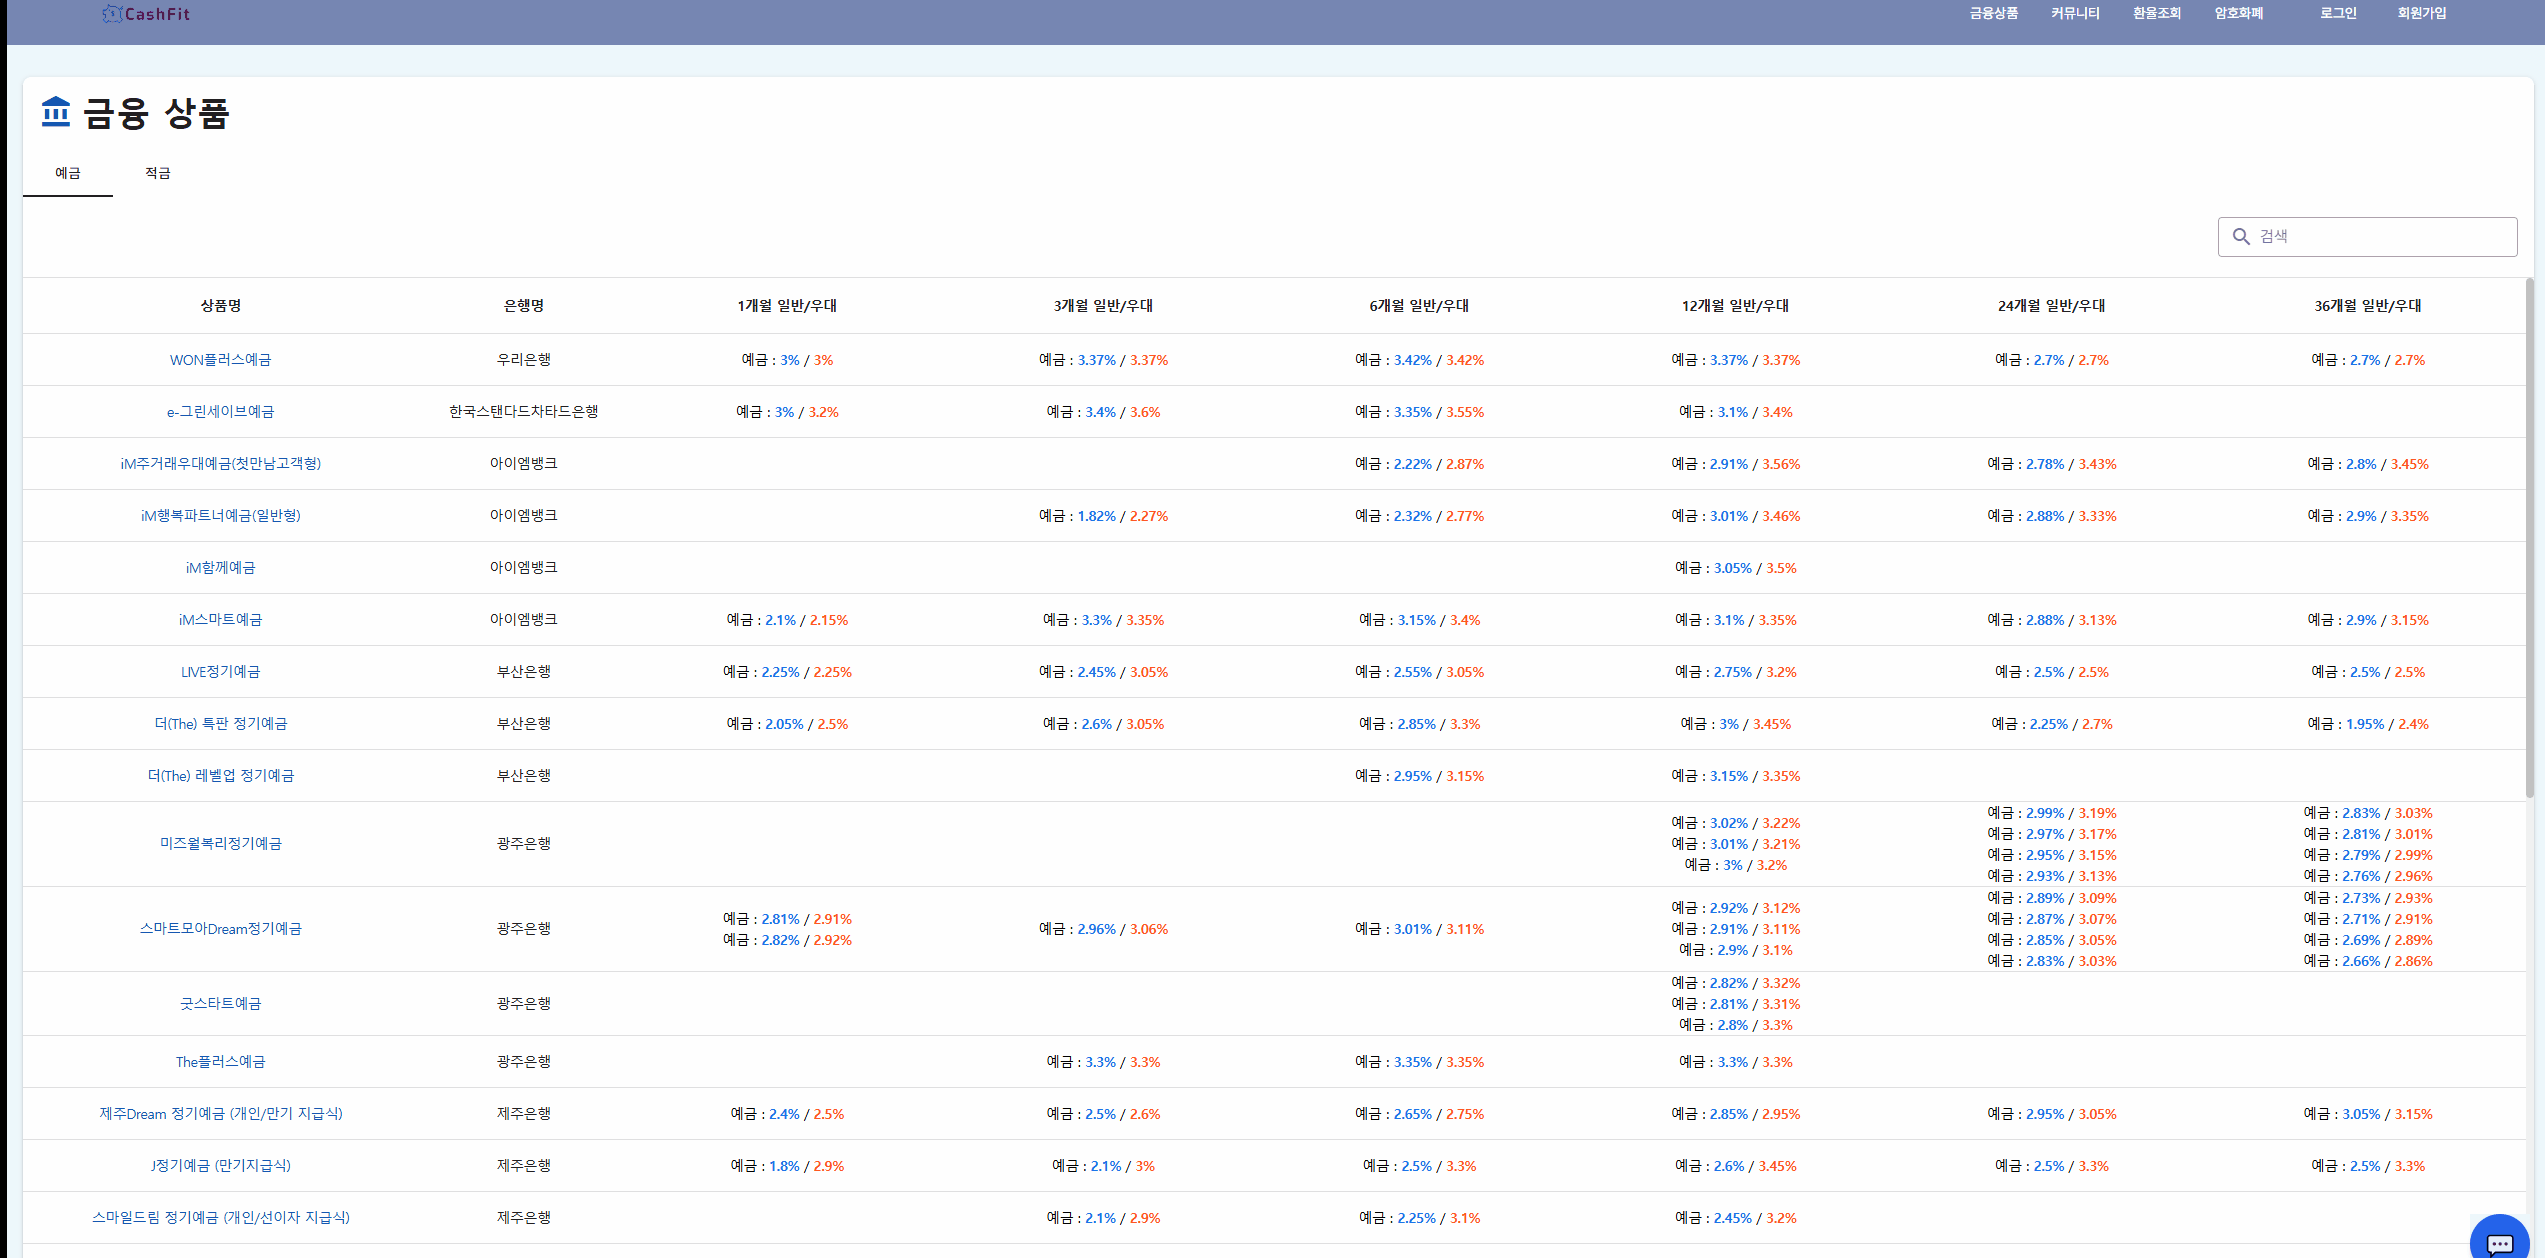 CashFit 금융상품 커뮤니티 환율조회 암호화폐 로그인 회원가입
금융 상품
예금 적금
검색
상품명 은행명 1개월 일반/우대 3개월 일반/우대 6개월 일반/우대 12개월 일반/우대 24개월 일반/우대 36개월 일반/우대
WON플러스예금 우리은행 예금 : 3% / 3% 예금 : 3.37% / 3.37% 예금 : 3.42% / 3.42% 예금 : 3.37% / 3.37% 예금 : 2.7% / 2.7% 예금 : 2.7% / 2.7%
e-그린세이브예금 한국스탠다드차타드은행 예금 : 3% / 3.2% 예금 : 3.4% / 3.6% 예금 : 3.35% / 3.55% 예금 : 3.1% / 3.4%
iM주거래우대예금(첫만남고객형) 아이엠뱅크 예금 : 2.22% / 2.87% 예금 : 2.91% / 3.56% 예금 : 2.78% / 3.43% 예금 : 2.8% / 3.45%
iM행복파트너예금(일반형) 아이엠뱅크 예금 : 1.82% / 2.27% 예금 : 2.32% / 2.77% 예금 : 3.01% / 3.46% 예금 : 2.88% / 3.33% 예금 : 2.9% / 3.35%
iM함께예금 아이엠뱅크 예금 : 3.05% / 3.5%
iM스마트예금 아이엠뱅크 예금 : 2.1% / 2.15% 예금 : 3.3% / 3.35% 예금 : 3.15% / 3.4% 예금 : 3.1% / 3.35% 예금 : 2.88% / 3.13% 예금 : 2.9% / 3.15%
LIVE정기예금 부산은행 예금 : 2.25% / 2.25% 예금 : 2.45% / 3.05% 예금 : 2.55% / 3.05% 예금 : 2.75% / 3.2% 예금 : 2.5% / 2.5% 예금 : 2.5% / 2.5%
더(The) 특판 정기예금 부산은행 예금 : 2.05% / 2.5% 예금 : 2.6% / 3.05% 예금 : 2.85% / 3.3% 예금 : 3% / 3.45% 예금 : 2.25% / 2.7% 예금 : 1.95% / 2.4%
더(The) 레벨업 정기예금 부산은행 예금 : 2.95% / 3.15% 예금 : 3.15% / 3.35%
미즈월복리정기예금 광주은행
예금 : 3.02% / 3.22%
예금 : 3.01% / 3.21%
예금 : 3% / 3.2%
예금 : 2.99% / 3.19%
예금 : 2.97% / 3.17%
예금 : 2.95% / 3.15%
예금 : 2.93% / 3.13%
예금 : 2.83% / 3.03%
예금 : 2.81% / 3.01%
예금 : 2.79% / 2.99%
예금 : 2.76% / 2.96%
스마트모아Dream정기예금 광주은행
예금 : 2.81% / 2.91%
예금 : 2.82% / 2.92%
예금 : 2.96% / 3.06%
예금 : 3.01% / 3.11%
예금 : 2.92% / 3.12%
예금 : 2.91% / 3.11%
예금 : 2.9% / 3.1%
예금 : 2.89% / 3.09%
예금 : 2.87% / 3.07%
예금 : 2.85% / 3.05%
예금 : 2.83% / 3.03%
예금 : 2.73% / 2.93%
예금 : 2.71% / 2.91%
예금 : 2.69% / 2.89%
예금 : 2.66% / 2.86%
굿스타트예금 광주은행
예금 : 2.82% / 3.32%
예금 : 2.81% / 3.31%
예금 : 2.8% / 3.3%
The플러스예금 광주은행 예금 : 3.3% / 3.3% 예금 : 3.35% / 3.35% 예금 : 3.3% / 3.3%
제주Dream 정기예금 (개인/만기 지급식) 제주은행 예금 : 2.4% / 2.5% 예금 : 2.5% / 2.6% 예금 : 2.65% / 2.75% 예금 : 2.85% / 2.95% 예금 : 2.95% / 3.05% 예금 : 3.05% / 3.15%
J정기예금 (만기지급식) 제주은행 예금 : 1.8% / 2.9% 예금 : 2.1% / 3% 예금 : 2.5% / 3.3% 예금 : 2.6% / 3.45% 예금 : 2.5% / 3.3% 예금 : 2.5% / 3.3%
스마일드림 정기예금 (개인/선이자 지급식) 제주은행 예금 : 2.1% / 2.9% 예금 : 2.25% / 3.1% 예금 : 2.45% / 3.2%